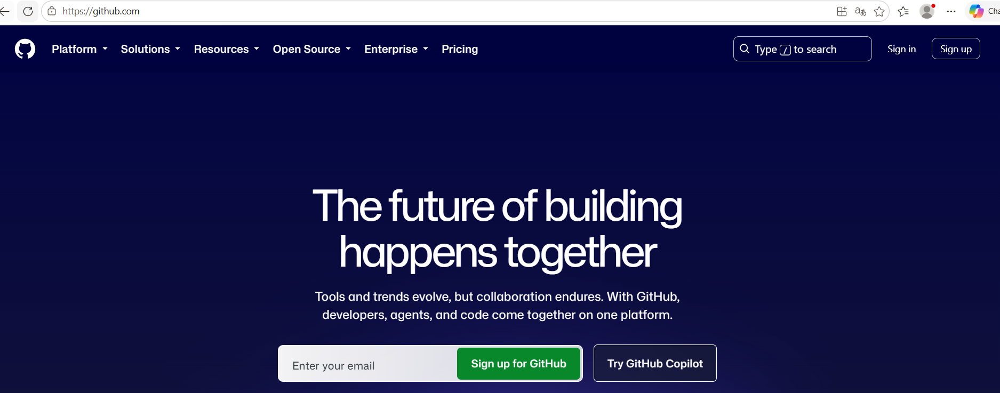 https://github.com
Cha
Platform
Solutions
Resources
Open Source
Enterprise
Pricing
Type / to search
Sign in
Sign up
The future of building
happens together
Tools and trends evolve, but collaboration endures. With GitHub,
developers, agents, and code come together on one platform.
Enter your email
Sign up for GitHub
Try GitHub Copilot